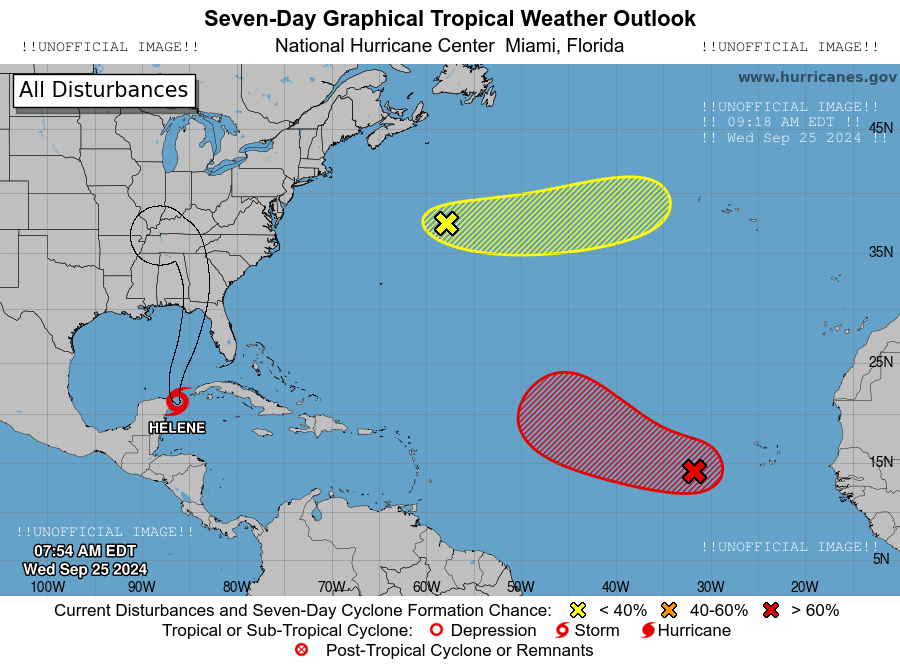 Seven-Day Graphical Tropical Weather Outlook
!!UNOFFICIAL IMAGE!! National Hurricane Center Miami, Florida !!UNOFFICIAL IMAGE!!
All Disturbances
www.hurricanes.gov
!!UNOFFICIAL IMAGE!!
!! 09:18 AM EDT !!
!! Wed Sep 25 2024 !!
45N
35N
25N
HELENE
15N
!!UNOFFICIAL IMAGE!!
!!UNOFFICIAL IMAGE!!
07:54 AM EDT
5N
Wed Sep 25 2024
100W 90W 80W 70W 60W 50W 40W 30W 20W
Current Disturbances and Seven-Day Cyclone Formation Chance: < 40% 40-60% > 60%
Tropical or Sub-Tropical Cyclone: Depression Storm Hurricane
Post-Tropical Cyclone or Remnants